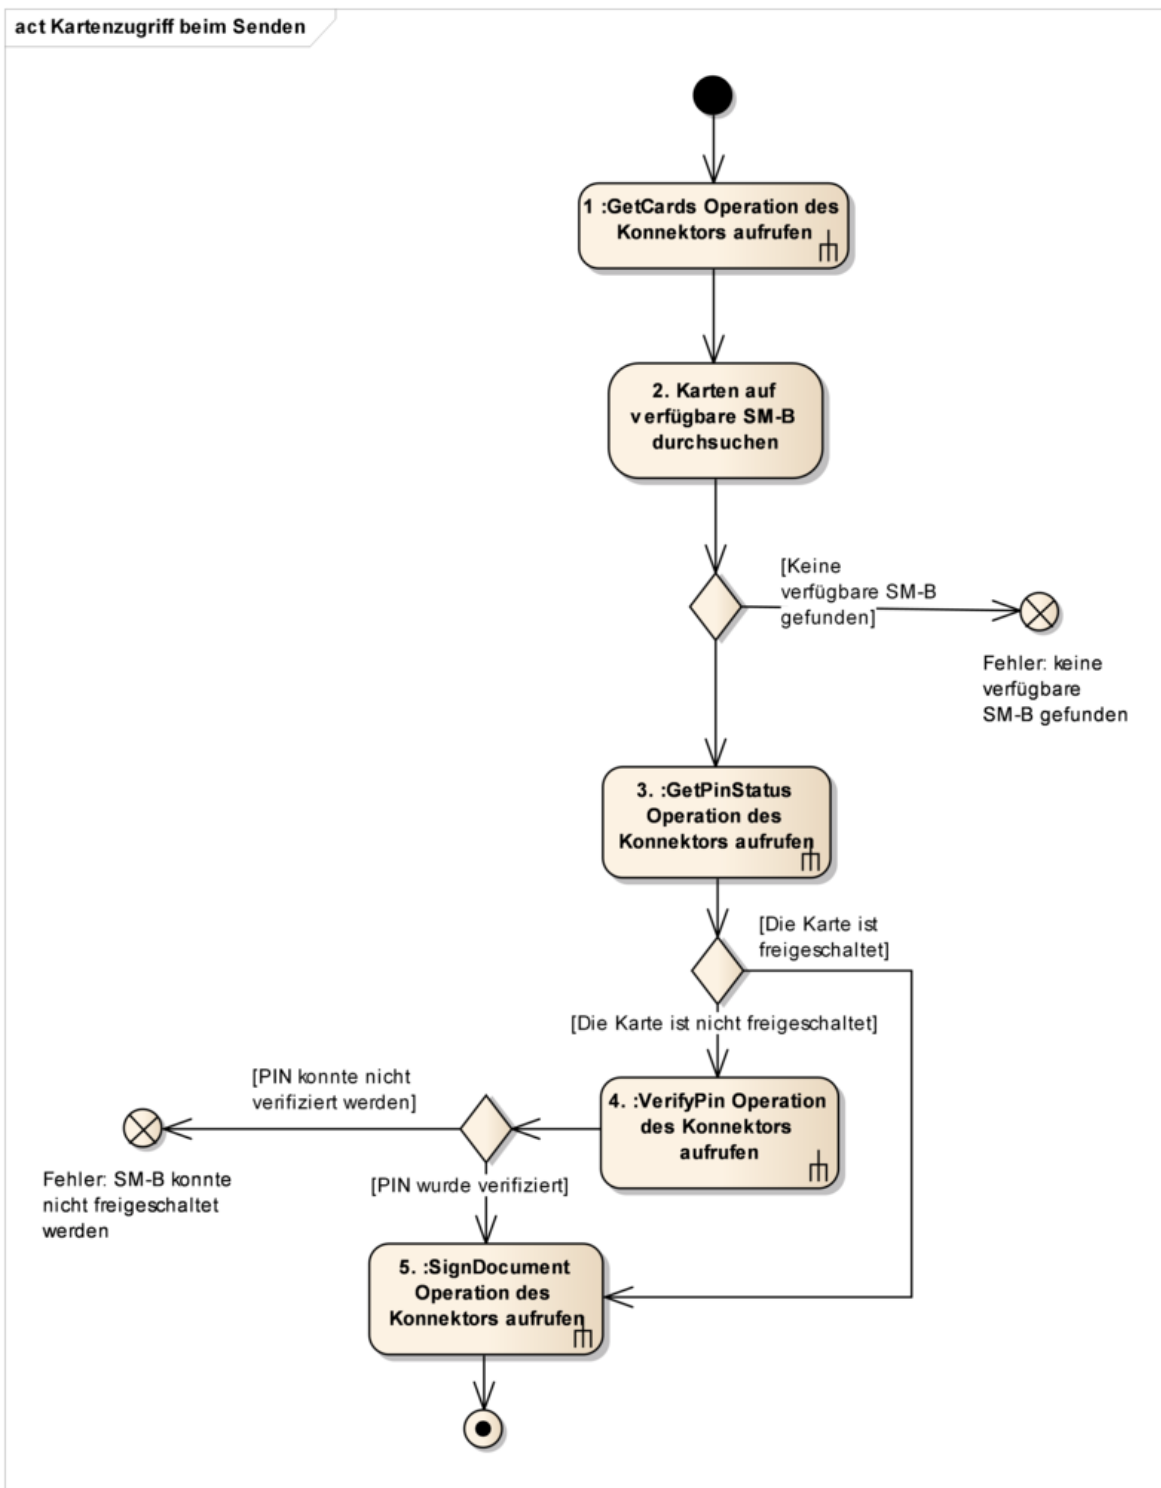 act Kartenzugriff beim Senden
1 :GetCards Operation des
Konnektors aufrufen
2. Karten auf
verfügbare SM-B
durchsuchen
[Keine
verfügbare SM-B
gefunden]
Fehler: keine
verfügbare
SM-B gefunden
3. :GetPinStatus
Operation des
Konnektors aufrufen
[Die Karte ist
freigeschaltet]
[Die Karte ist nicht freigeschaltet]
4. :VerifyPin Operation
des Konnektors
aufrufen
[PIN konnte nicht
verifiziert werden]
Fehler: SM-B konnte
nicht freigeschaltet
werden
[PIN wurde verifiziert]
5. :SignDocument
Operation des
Konnektors aufrufen